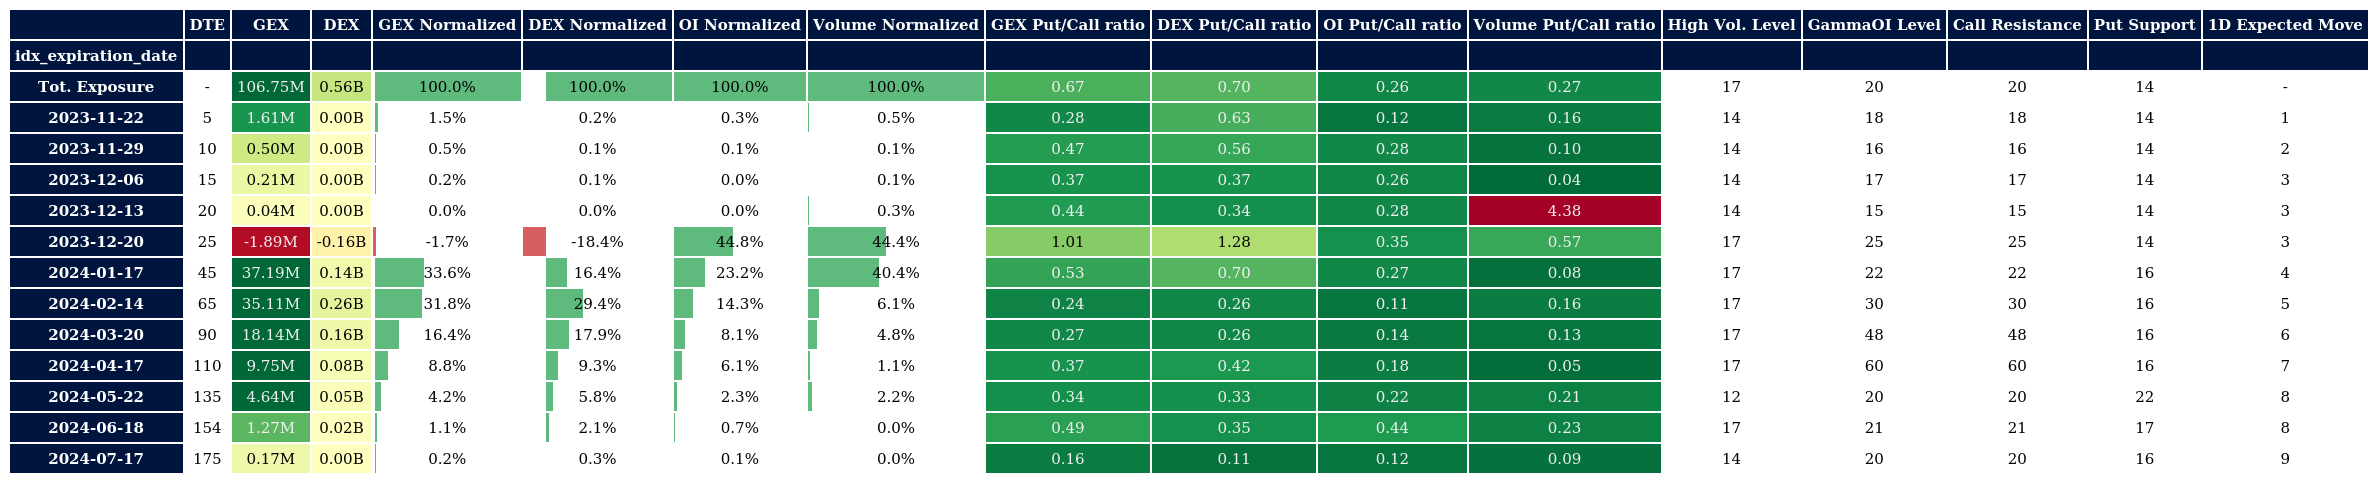 DTE GEX DEX GEX Normalized DEX Normalized OI Normalized Volume Normalized GEX Put/Call ratio DEX Put/Call ratio OI Put/Call ratio Volume Put/Call ratio High Vol. Level GammaOI Level Call Resistance Put Support 1D Expected Move
idx_expiration_date
Tot. Exposure - 106.75M 0.56B 100.0% 100.0% 100.0% 100.0% 0.67 0.70 0.26 0.27 17 20 20 14 -
2023-11-22 5 1.61M 0.00B 1.5% 0.2% 0.3% 0.5% 0.28 0.63 0.12 0.16 14 18 18 14 1
2023-11-29 10 0.50M 0.00B 0.5% 0.1% 0.1% 0.1% 0.47 0.56 0.28 0.10 14 16 16 14 2
2023-12-06 15 0.21M 0.00B 0.2% 0.1% 0.0% 0.1% 0.37 0.37 0.26 0.04 14 17 17 14 3
2023-12-13 20 0.04M 0.00B 0.0% 0.0% 0.0% 0.3% 0.44 0.34 0.28 4.38 14 15 15 14 3
2023-12-20 25 -1.89M -0.16B -1.7% -18.4% 44.8% 44.4% 1.01 1.28 0.35 0.57 17 25 25 14 3
2024-01-17 45 37.19M 0.14B 33.6% 16.4% 23.2% 40.4% 0.53 0.70 0.27 0.08 17 22 22 16 4
2024-02-14 65 35.11M 0.26B 31.8% 29.4% 14.3% 6.1% 0.24 0.26 0.11 0.16 17 30 30 16 5
2024-03-20 90 18.14M 0.16B 16.4% 17.9% 8.1% 4.8% 0.27 0.26 0.14 0.13 17 48 48 16 6
2024-04-17 110 9.75M 0.08B 8.8% 9.3% 6.1% 1.1% 0.37 0.42 0.18 0.05 17 60 60 16 7
2024-05-22 135 4.64M 0.05B 4.2% 5.8% 2.3% 2.2% 0.34 0.33 0.22 0.21 12 20 20 22 8
2024-06-18 154 1.27M 0.02B 1.1% 2.1% 0.7% 0.0% 0.49 0.35 0.44 0.23 17 21 21 17 8
2024-07-17 175 0.17M 0.00B 0.2% 0.3% 0.1% 0.0% 0.16 0.11 0.12 0.09 14 20 20 16 9